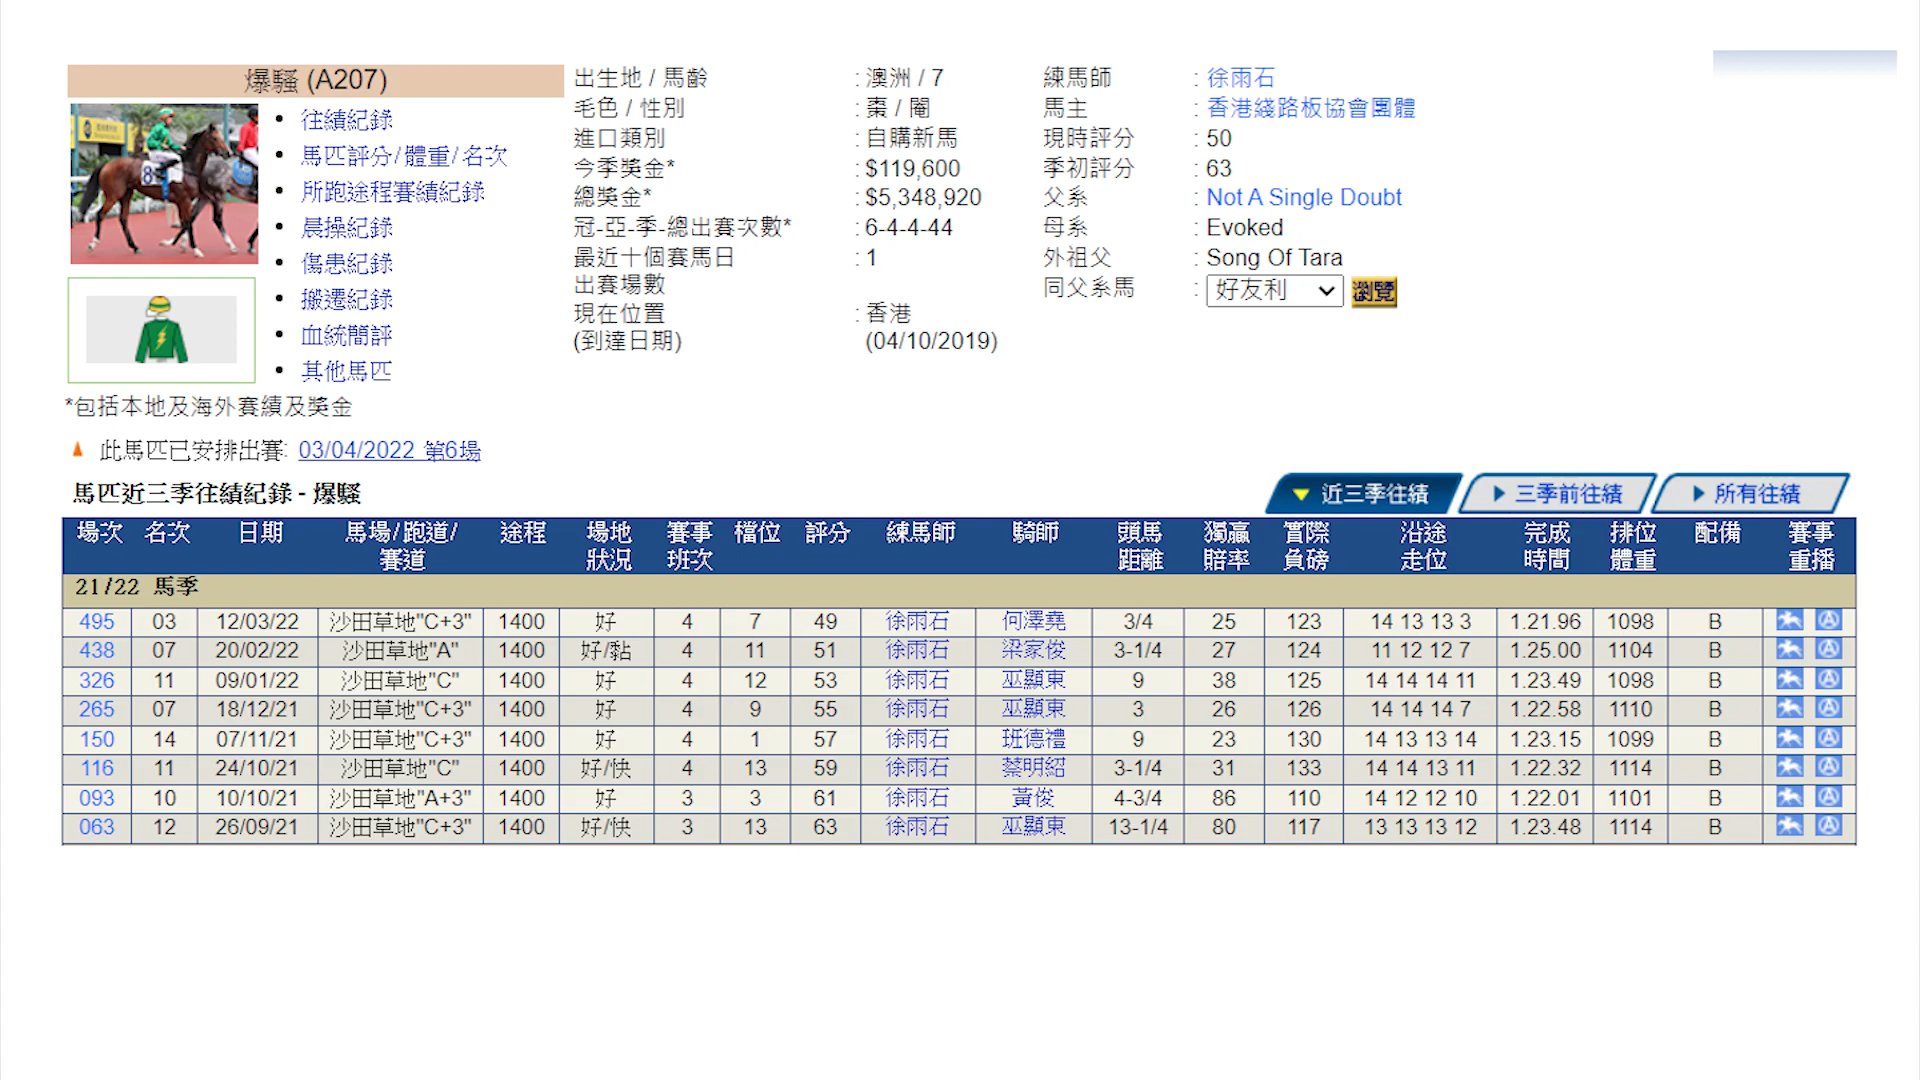 爆騷 (A207)
往績紀錄
馬匹評分/體重/名次
所跑途程賽績紀錄
晨操紀錄
傷患紀錄
搬遷紀錄
血統簡評
其他馬匹
8
出生地 / 馬齡 : 澳洲 / 7
毛色 / 性別 : 棗 / 閹
進口類別 : 自購新馬
今季獎金* : $119,600
總獎金* : $5,348,920
冠-亞-季-總出賽次數* : 6-4-4-44
最近十個賽馬日 : 1
出賽場數
現在位置 : 香港
(到達日期) (04/10/2019)
練馬師 : 徐雨石
馬主 : 香港綫路板協會團體
現時評分 : 50
季初評分 : 63
父系 : Not A Single Doubt
母系 : Evoked
外祖父 : Song Of Tara
同父系馬 : 好友利 瀏覽
*包括本地及海外賽績及獎金
此馬匹已安排出賽: 03/04/2022 第6場
馬匹近三季往績紀錄 - 爆騷
近三季往績 三季前往績 所有往績
場次 名次 日期 馬場/跑道/ 途程 場地 賽事 檔位 評分 練馬師 騎師 頭馬 獨贏 實際 沿途 完成 排位 配備 賽事
賽道 狀況 班次 距離 賠率 負磅 走位 時間 體重 重播
21/22 馬季
495 03 12/03/22 沙田草地"C+3" 1400 好 4 7 49 徐雨石 何澤堯 3/4 25 123 14 13 13 3 1.21.96 1098 B
438 07 20/02/22 沙田草地"A" 1400 好/黏 4 11 51 徐雨石 梁家俊 3-1/4 27 124 11 12 12 7 1.25.00 1104 B
326 11 09/01/22 沙田草地"C" 1400 好 4 12 53 徐雨石 巫顯東 9 38 125 14 14 14 11 1.23.49 1098 B
265 07 18/12/21 沙田草地"C+3" 1400 好 4 9 55 徐雨石 巫顯東 3 26 126 14 14 14 7 1.22.58 1110 B
150 14 07/11/21 沙田草地"C+3" 1400 好 4 1 57 徐雨石 班德禮 9 23 130 14 13 13 14 1.23.15 1099 B
116 11 24/10/21 沙田草地"C" 1400 好/快 4 13 59 徐雨石 蔡明紹 3-1/4 31 133 14 14 13 11 1.22.32 1114 B
093 10 10/10/21 沙田草地"A+3" 1400 好 3 3 61 徐雨石 黃俊 4-3/4 86 110 14 12 12 10 1.22.01 1101 B
063 12 26/09/21 沙田草地"C+3" 1400 好/快 3 13 63 徐雨石 巫顯東 13-1/4 80 117 13 13 13 12 1.23.48 1114 B